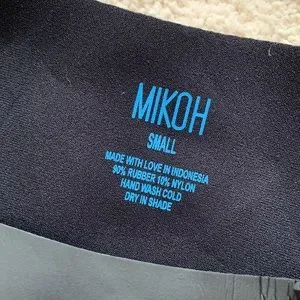 MIKOH
SMALL
MADE WITH LOVE IN INDONESIA
90% RUBBER 10% NYLON
HAND WASH COLD
DRY IN SHADE